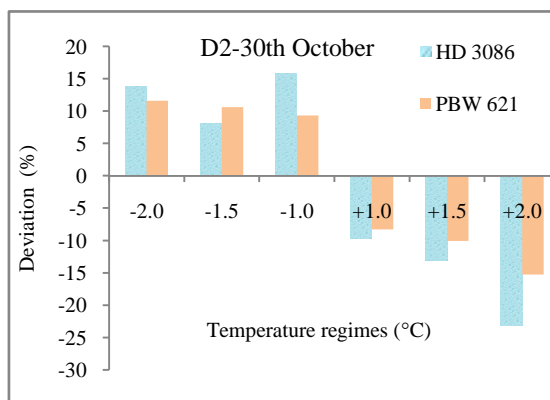 D2-30th October
HD 3086
PBW 621
20
15
10
5
0
-5
-10
-15
-20
-25
-30
Deviation (%)
-2.0 -1.5 -1.0 +1.0 +1.5 +2.0
Temperature regimes (°C)